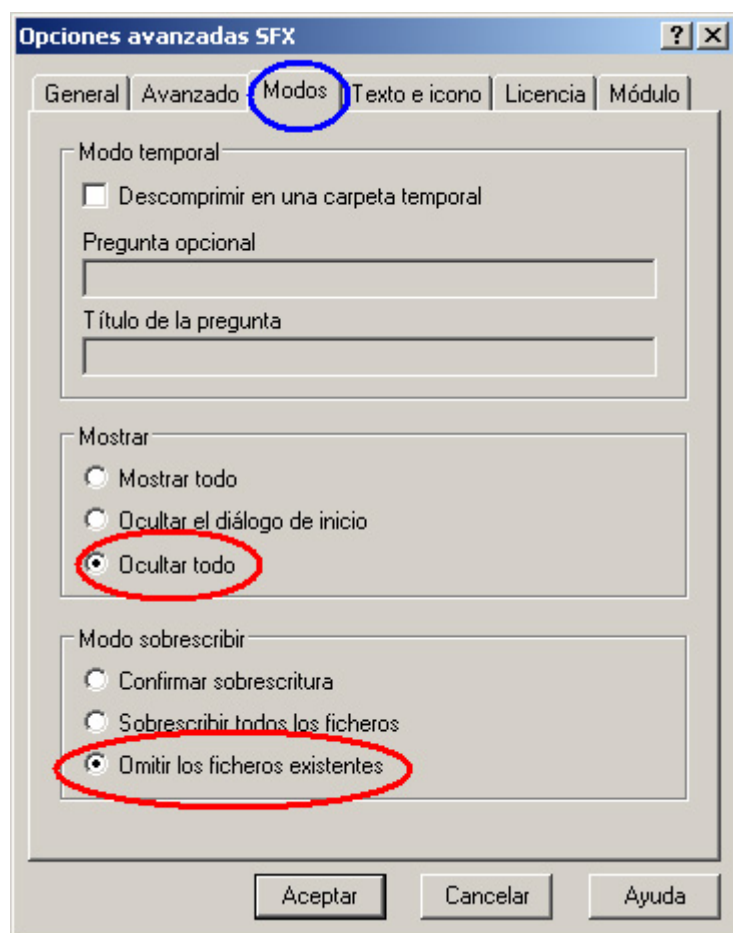 Opciones avanzadas SFX
General Avanzado Modos Texto e icono Licencia Módulo
Modo temporal
Descomprimir en una carpeta temporal
Pregunta opcional
Título de la pregunta
Mostrar
Mostrar todo
Ocultar el diálogo de inicio
Ocultar todo
Modo sobrescribir
Confirmar sobrescritura
Sobrescribir todos los ficheros
Omitir los ficheros existentes
Aceptar Cancelar Ayuda